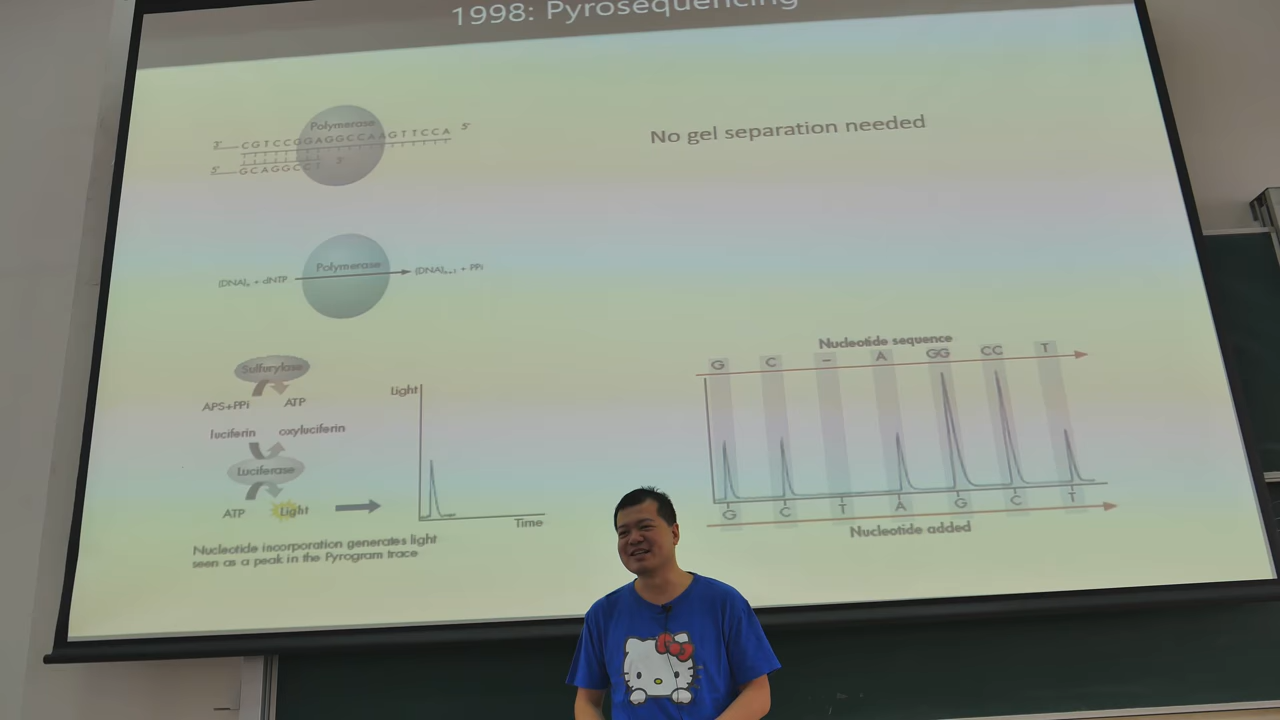 1998: Pyrosequencing
No gel separation needed
Polymerase
3' CGTCCGGAGGCCAAGTTCCA 5'
5' GCAGGCCT 3'
Polymerase
(DNA)n + dNTP (DNA)n+1 + PPi
Sulfurylase
APS+PPi ATP
luciferin oxyluciferin
Luciferase
ATP Light
Light
Time
Nucleotide incorporation generates light
seen as a peak in the Pyrogram trace
Nucleotide sequence
G C – A GG CC T
G C T A G C T
Nucleotide added